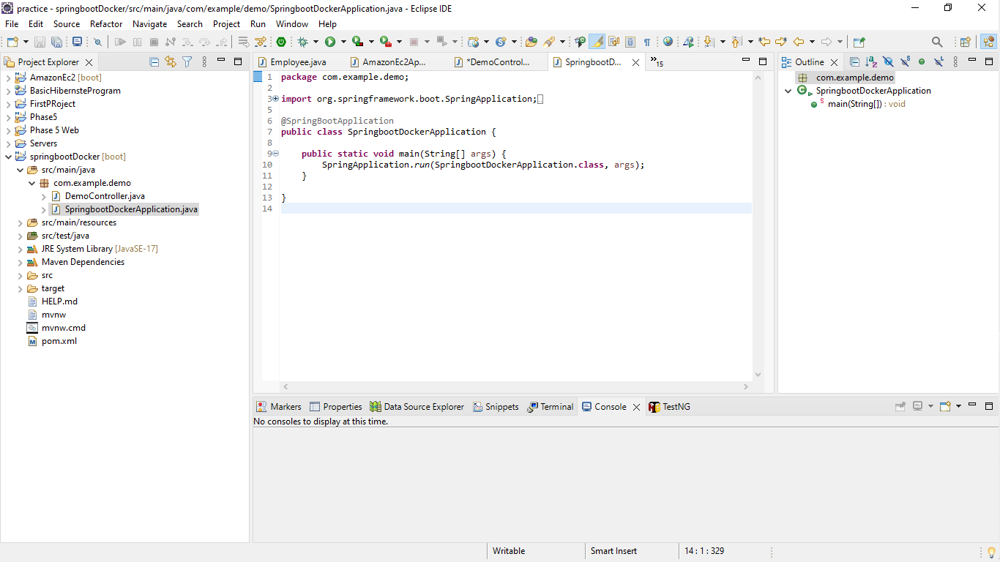 practice - springbootDocker/src/main/java/com/example/demo/SpringbootDockerApplication.java - Eclipse IDE
File Edit Source Refactor Navigate Search Project Run Window Help
Project Explorer
AmazonEc2 [boot]
BasicHibernsteProgram
FirstPRoject
Phase5
Phase 5 Web
Servers
springbootDocker [boot]
src/main/java
com.example.demo
DemoController.java
SpringbootDockerApplication.java
src/main/resources
src/test/java
JRE System Library [JavaSE-17]
Maven Dependencies
src
target
HELP.md
mvnw
mvnw.cmd
pom.xml
Employee.java AmazonEc2Ap... *DemoControl... SpringbootD... »15
1 package com.example.demo;
2
3 import org.springframework.boot.SpringApplication;
5
6 @SpringBootApplication
7 public class SpringbootDockerApplication {
8
9 public static void main(String[] args) {
10 SpringApplication.run(SpringbootDockerApplication.class, args);
11 }
12
13 }
14
Outline
com.example.demo
SpringbootDockerApplication
main(String[]) : void
Markers Properties Data Source Explorer Snippets Terminal Console TestNG
No consoles to display at this time.
Writable Smart Insert 14 : 1 : 329